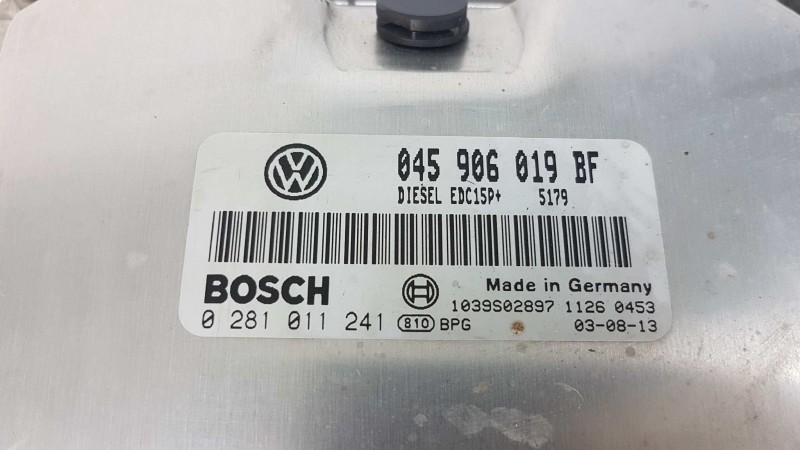 045 906 019 BF
DIESEL EDC15P+ 5179
BOSCH
Made in Germany
1039S02897 1126 0453
0 281 011 241 810 BPG 03-08-13